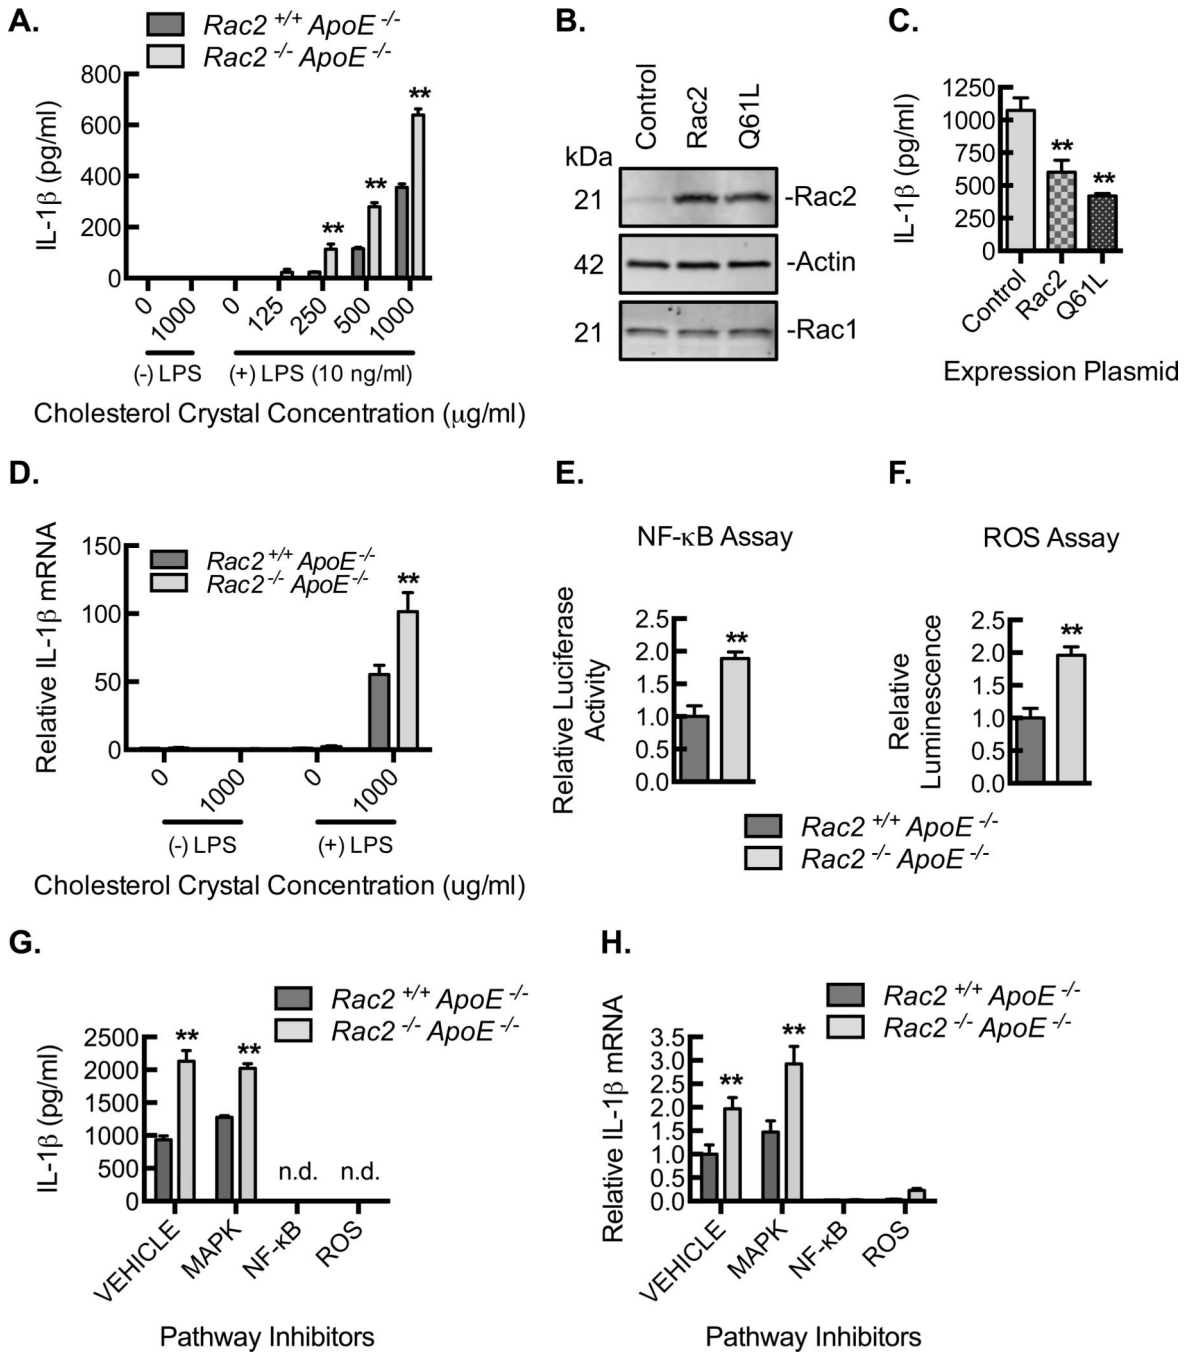 A.
Rac2 +/+ ApoE -/-
Rac2 -/- ApoE -/-
IL-1β (pg/ml)
800
600
400
200
0
0 1000 0 125 250 500 1000
** ** **
(-) LPS (+) LPS (10 ng/ml)
Cholesterol Crystal Concentration (μg/ml)
B.
Control Rac2 Q61L
kDa
21 -Rac2
42 -Actin
21 -Rac1
C.
IL-1β (pg/ml)
1250
1000
750
500
250
0
** **
Control Rac2 Q61L
Expression Plasmid
D.
Relative IL-1β mRNA
150
100
50
0
Rac2 +/+ ApoE -/-
Rac2 -/- ApoE -/-
**
0 1000 0 1000
(-) LPS (+) LPS
Cholesterol Crystal Concentration (ug/ml)
E.
NF-κB Assay
Relative Luciferase
Activity
2.5
2.0
1.5
1.0
0.5
0.0
**
F.
ROS Assay
Relative
Luminescence
2.5
2.0
1.5
1.0
0.5
0.0
**
Rac2 +/+ ApoE -/-
Rac2 -/- ApoE -/-
G.
Rac2 +/+ ApoE -/-
Rac2 -/- ApoE -/-
IL-1β (pg/ml)
2500
2000
1500
1000
500
0
** **
n.d. n.d.
VEHICLE MAPK NF-κB ROS
Pathway Inhibitors
H.
Rac2 +/+ ApoE -/-
Rac2 -/- ApoE -/-
Relative IL-1β mRNA
3.5
3.0
2.5
2.0
1.5
1.0
0.5
0.0
** **
VEHICLE MAPK NF-κB ROS
Pathway Inhibitors